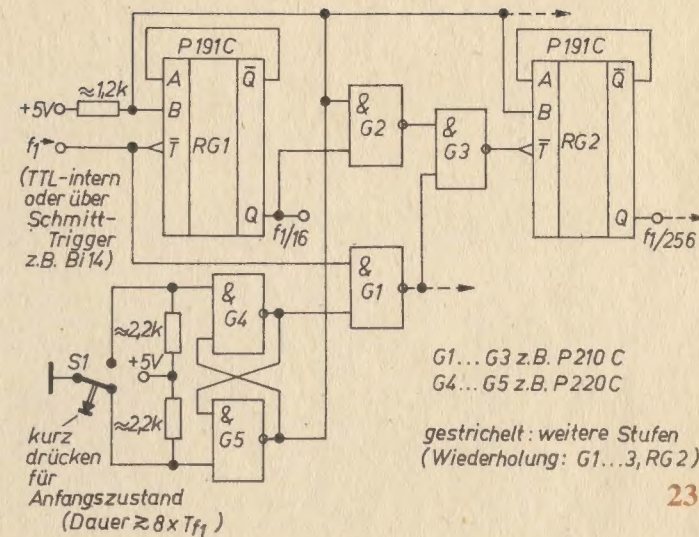 P191C
A
Q̅
≈1,2k
+5V
B
f1
T̅
RG1
(TTL-intern
oder über
Schmitt-
Trigger
z.B. Bi14)
Q
f1/16
&
G2
&
G3
P191C
A
Q̅
B
T̅
RG2
Q
f1/256
&
G1
&
G4
≈2,2k
S1
+5V
≈2,2k
&
G5
kurz
drücken
für
Anfangszustand
(Dauer ≳ 8 x Tf1)
G1...G3 z.B. P210C
G4...G5 z.B. P220C
gestrichelt: weitere Stufen
(Wiederholung: G1...3, RG2)
23